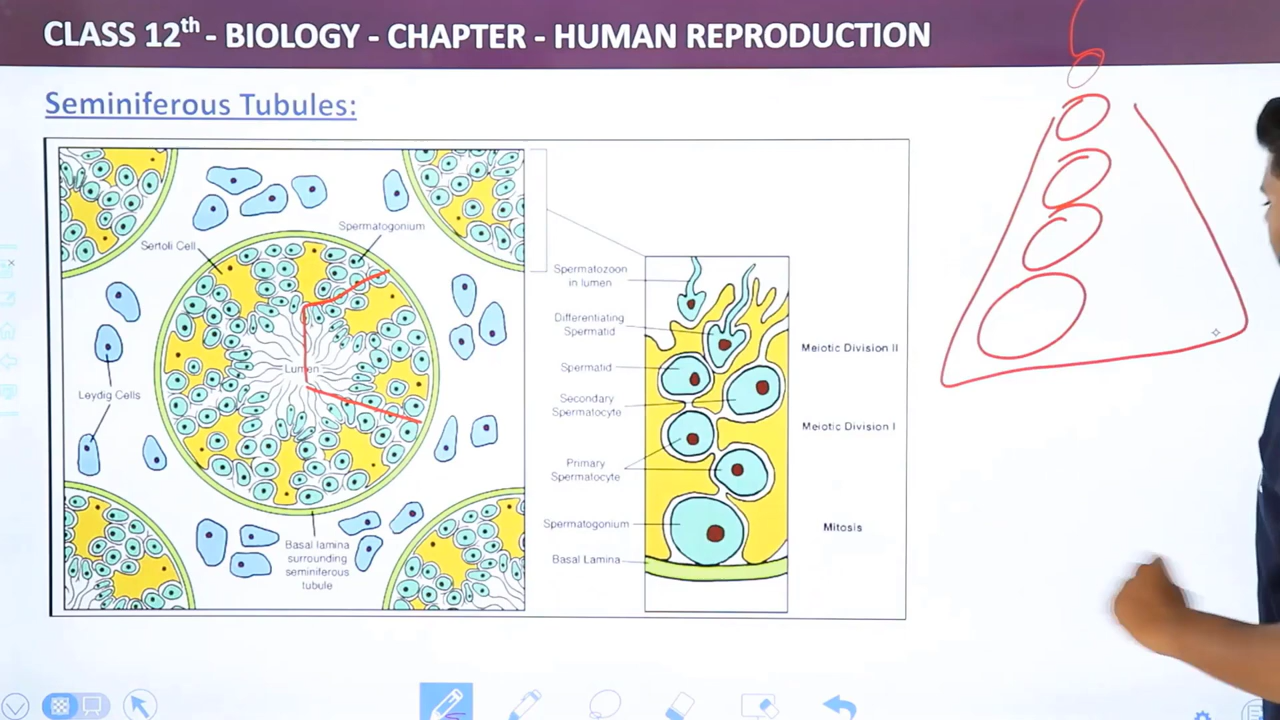 CLASS 12th - BIOLOGY - CHAPTER - HUMAN REPRODUCTION
Seminiferous Tubules:
Spermatogonium
Sertoli Cell
Lumen
Leydig Cells
Basal lamina
surrounding
seminiferous
tubule
Spermatozoon
in lumen
Differentiating
Spermatid
Spermatid
Secondary
Spermatocyte
Primary
Spermatocyte
Spermatogonium
Basal Lamina
Meiotic Division II
Meiotic Division I
Mitosis